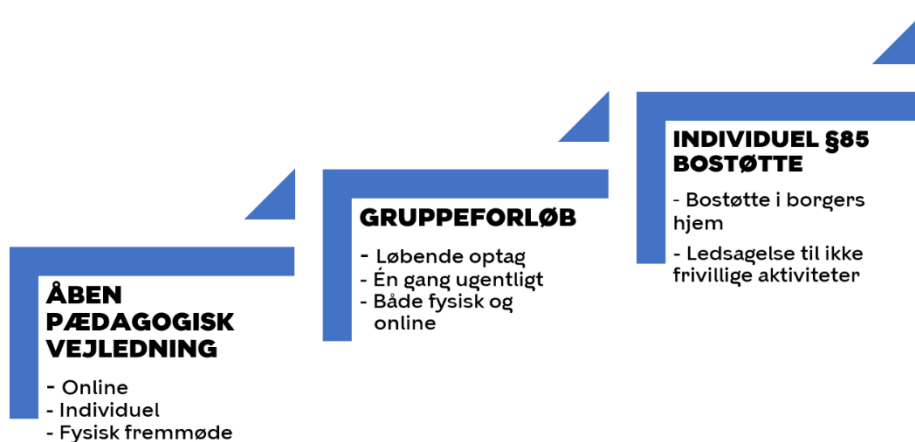 ÅBEN
PÆDAGOGISK
VEJLEDNING
- Online
- Individuel
- Fysisk fremmøde
GRUPPEFORLØB
- Løbende optag
- Én gang ugentligt
- Både fysisk og
online
INDIVIDUEL §85
BOSTØTTE
- Bostøtte i borgers
hjem
- Ledsagelse til ikke
frivillige aktiviteter